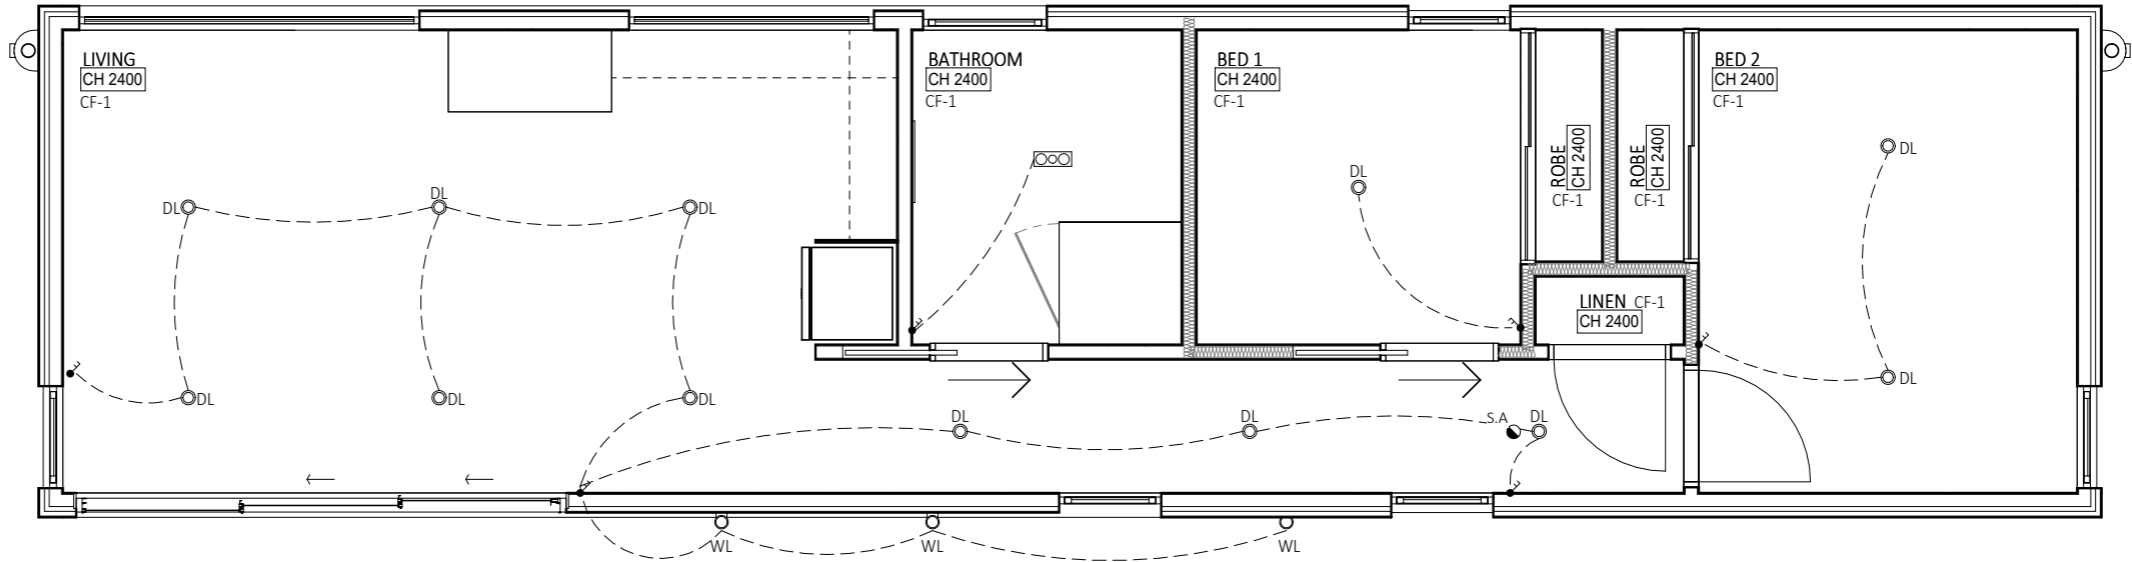 LIVING
CH 2400
CF-1
BATHROOM
CH 2400
CF-1
BED 1
CH 2400
CF-1
ROBE
CH 2400
CF-1
ROBE
CH 2400
CF-1
BED 2
CH 2400
CF-1
DL
DL
DL
DL
DL
LINEN CF-1
CH 2400
DL
DL
DL
DL
DL
DL
S.A
DL
WL
WL
WL